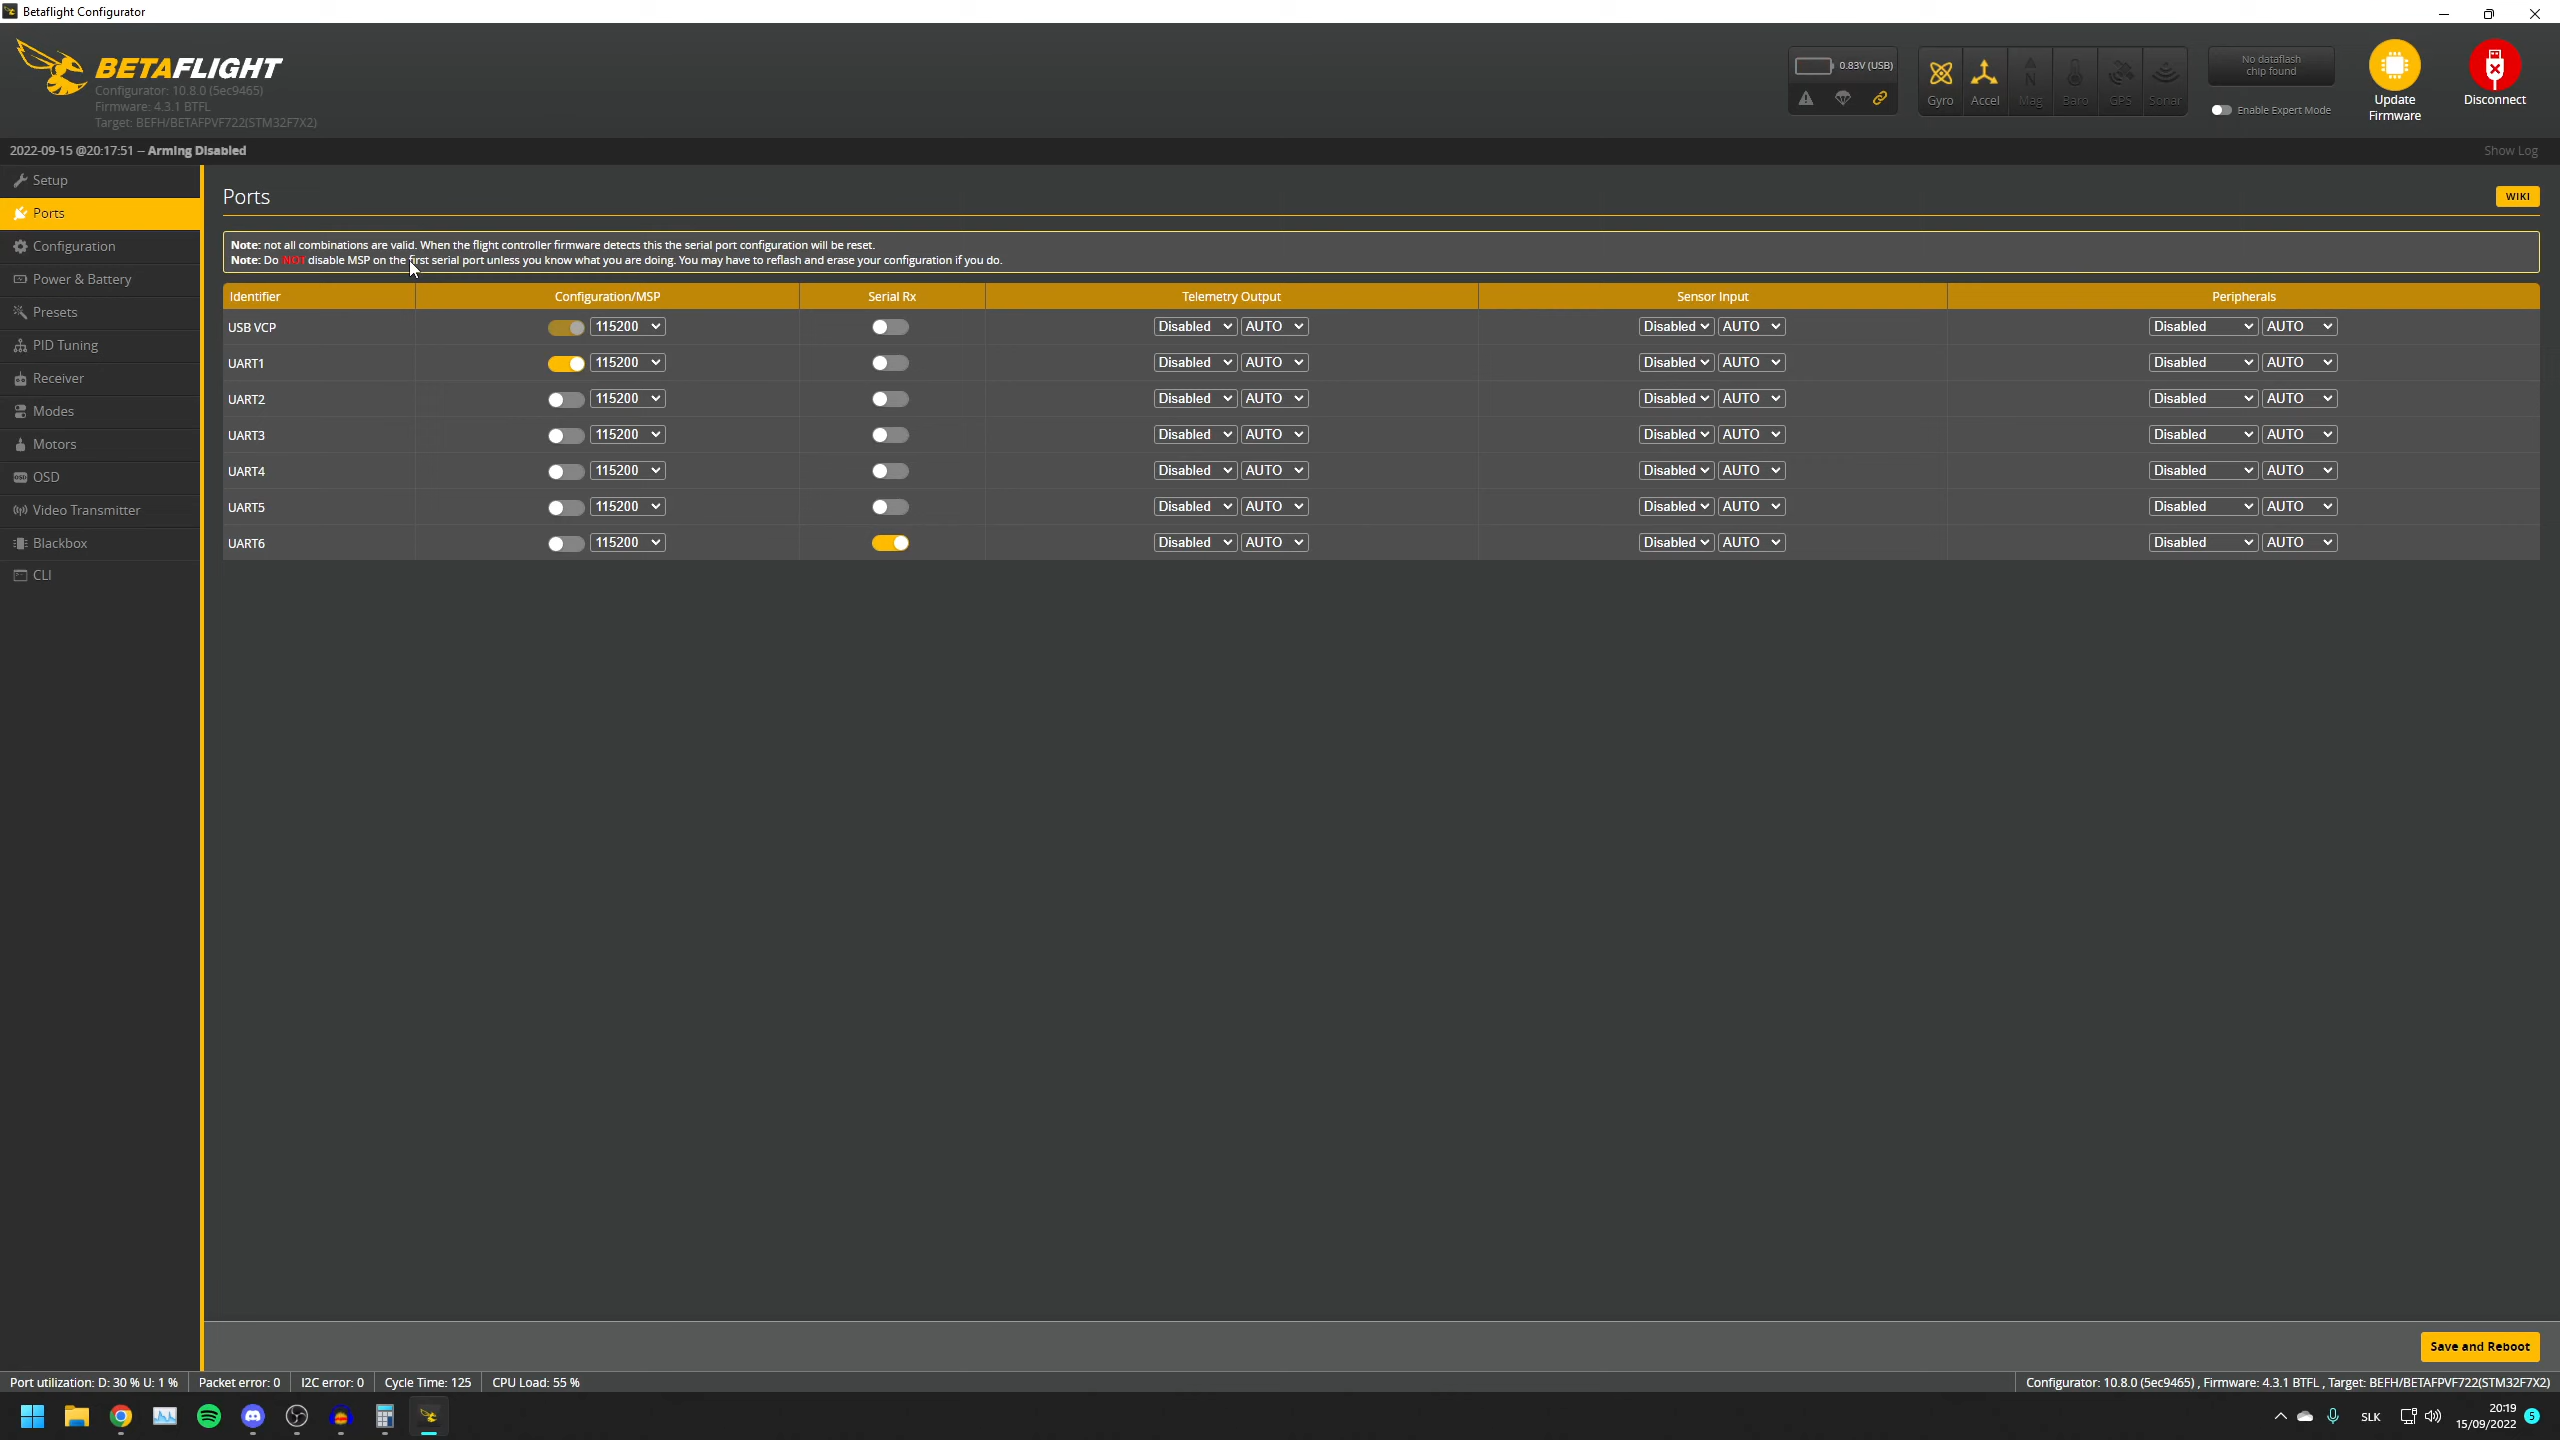 Betaflight Configurator
BETAFLIGHT
Configurator: 10.8.0 (5ec9465)
Firmware: 4.3.1 BTFL
Target: BEFH/BETAFPVF722(STM32F7X2)
0.83V (USB)
Gyro Accel Mag Baro GPS Sonar
No dataflash
chip found
Enable Expert Mode
Update
Firmware
Disconnect
2022-09-15 @20:17:51 -- Arming Disabled
Show Log
Setup
Ports
Configuration
Power & Battery
Presets
PID Tuning
Receiver
Modes
Motors
OSD
Video Transmitter
Blackbox
CLI
Ports
WIKI
Note: not all combinations are valid. When the flight controller firmware detects this the serial port configuration will be reset.
Note: Do NOT disable MSP on the first serial port unless you know what you are doing. You may have to reflash and erase your configuration if you do.
Identifier Configuration/MSP Serial Rx Telemetry Output Sensor Input Peripherals
USB VCP 115200 Disabled AUTO Disabled AUTO Disabled AUTO
UART1 115200 Disabled AUTO Disabled AUTO Disabled AUTO
UART2 115200 Disabled AUTO Disabled AUTO Disabled AUTO
UART3 115200 Disabled AUTO Disabled AUTO Disabled AUTO
UART4 115200 Disabled AUTO Disabled AUTO Disabled AUTO
UART5 115200 Disabled AUTO Disabled AUTO Disabled AUTO
UART6 115200 Disabled AUTO Disabled AUTO Disabled AUTO
Save and Reboot
Port utilization: D: 30 % U: 1 % Packet error: 0 I2C error: 0 Cycle Time: 125 CPU Load: 55 %
Configurator: 10.8.0 (5ec9465) , Firmware: 4.3.1 BTFL , Target: BEFH/BETAFPVF722(STM32F7X2)
SLK
20:19
15/09/2022
5